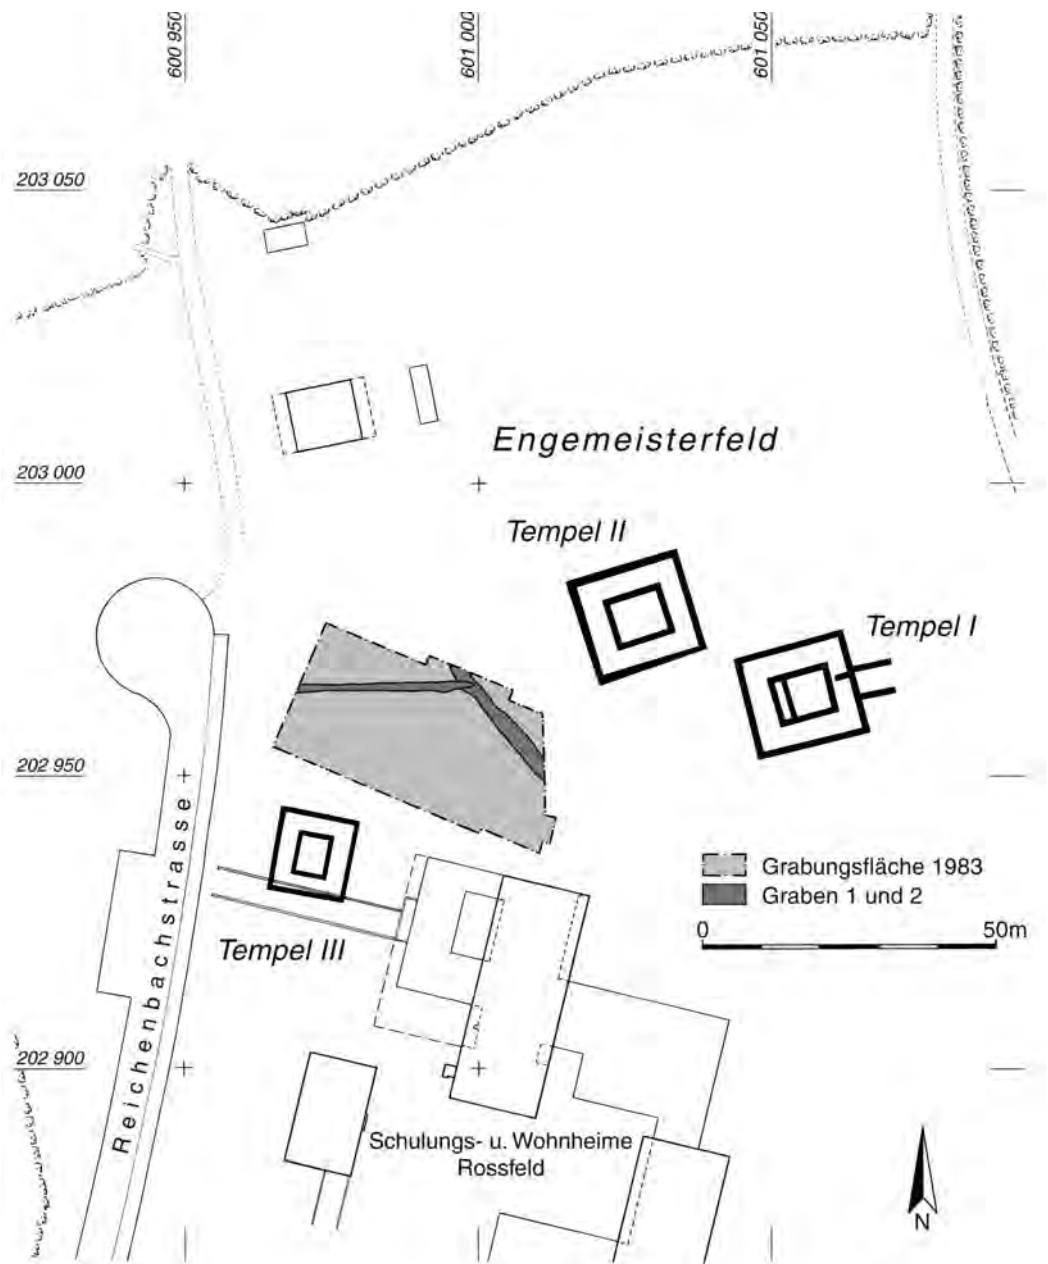 600 950
601 000
601 050
203 050
Engemeisterfeld
203 000
Tempel II
Tempel I
202 950
Reichenbachstrasse
Grabungsfläche 1983
Graben 1 und 2
0
50m
Tempel III
202 900
Schulungs- u. Wohnheime
Rossfeld
N